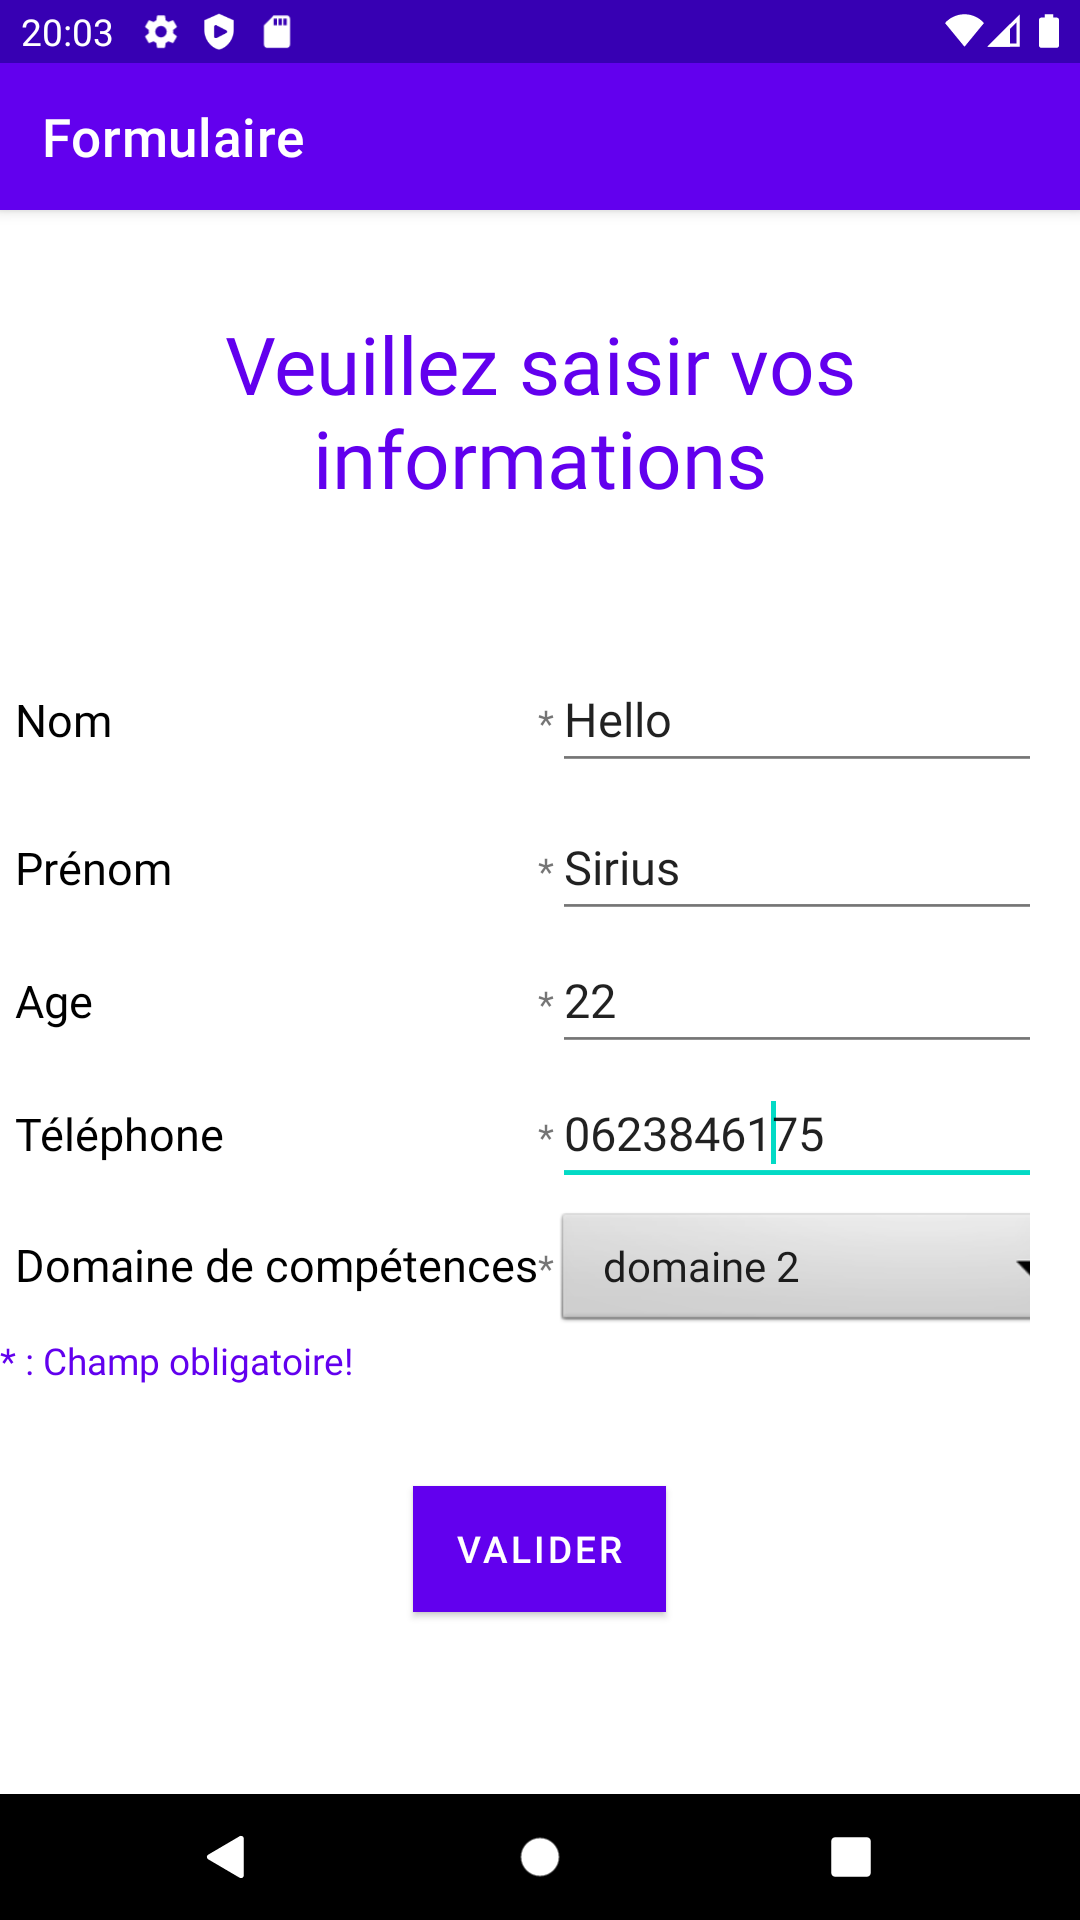 20:03
Formulaire
Veuillez saisir vos
informations
Nom * Hello
Prénom * Sirius
Age * 22
Téléphone * 0623846175
Domaine de compétences* domaine 2
* : Champ obligatoire!
VALIDER